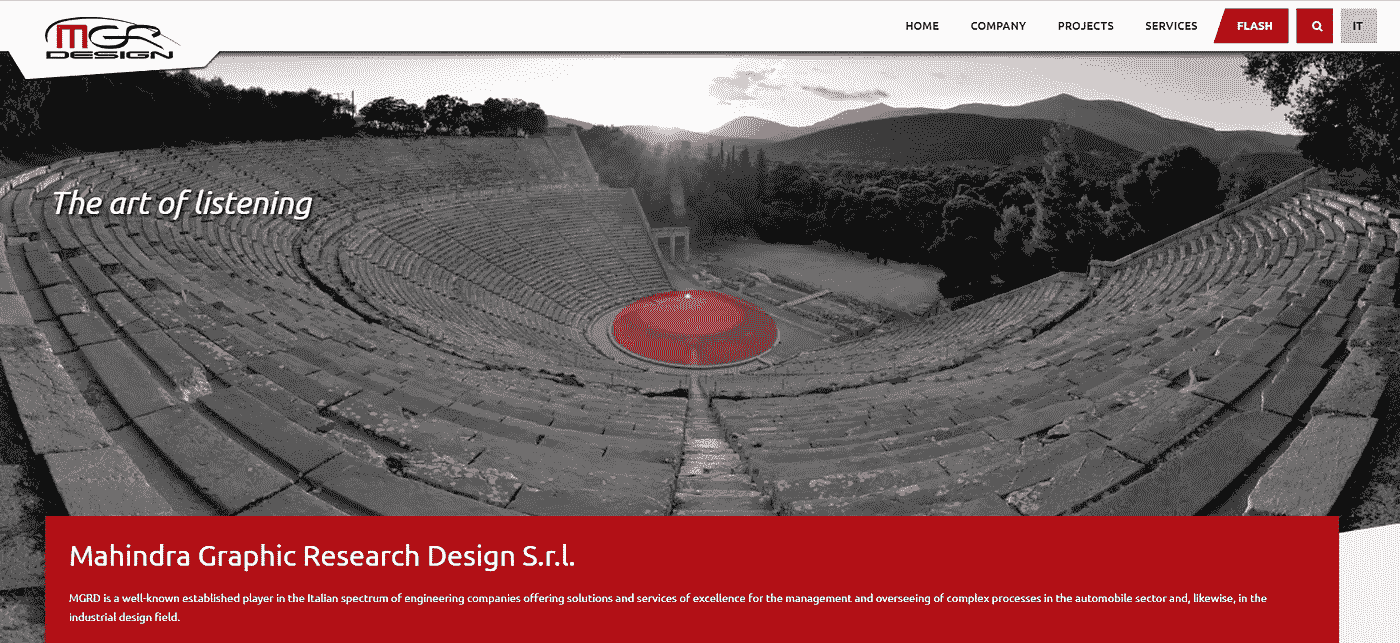 MGR
DESIGN
HOME COMPANY PROJECTS SERVICES FLASH IT
The art of listening
Mahindra Graphic Research Design S.r.l.
MGRD is a well-known established player in the Italian spectrum of engineering companies offering solutions and services of excellence for the management and overseeing of complex processes in the automobile sector and, likewise, in the
industrial design field.